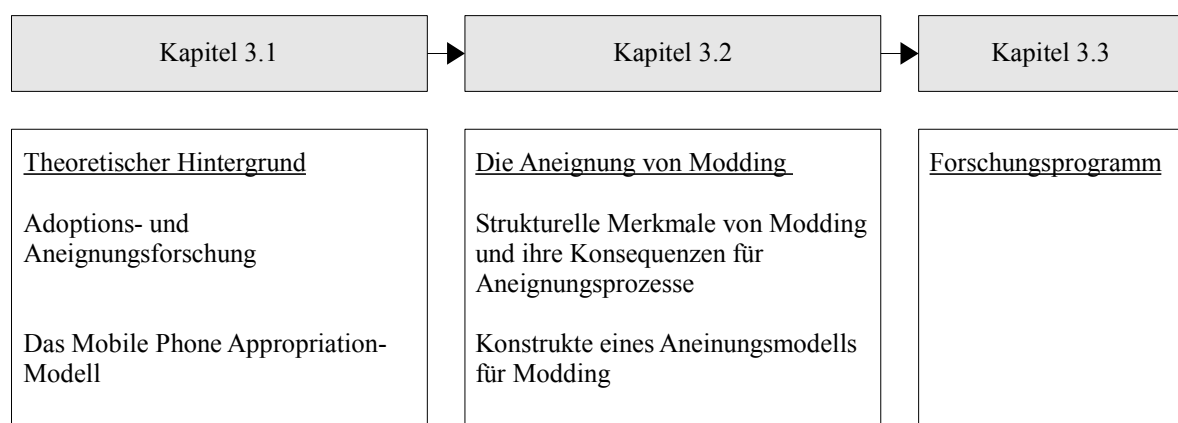 Kapitel 3.1
Kapitel 3.2
Kapitel 3.3
Theoretischer Hintergrund
Adoptions- und
Aneignungsforschung
Das Mobile Phone Appropriation-
Modell
Die Aneignung von Modding
Strukturelle Merkmale von Modding
und ihre Konsequenzen für
Aneignungsprozesse
Konstrukte eines Aneinungsmodells
für Modding
Forschungsprogramm